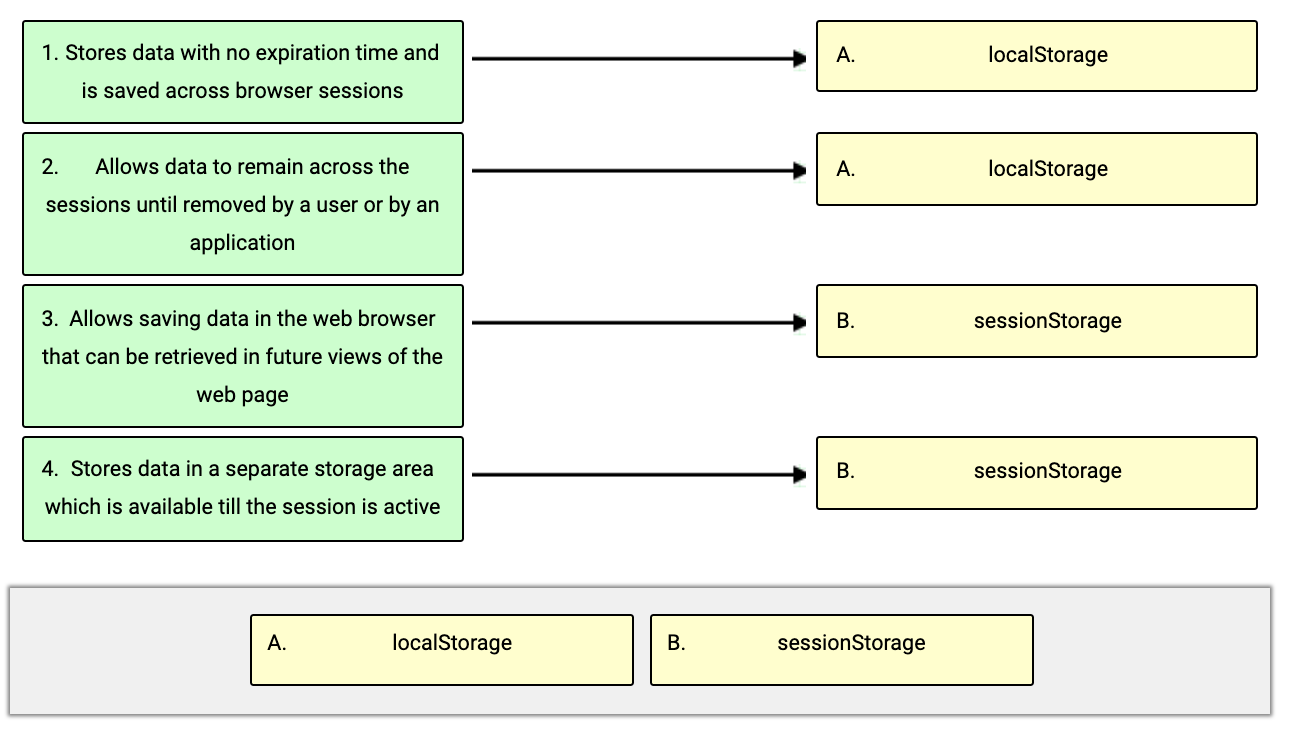 1. Stores data with no expiration time and
is saved across browser sessions
A. localStorage
2. Allows data to remain across the
sessions until removed by a user or by an
application
A. localStorage
3. Allows saving data in the web browser
that can be retrieved in future views of the
web page
B. sessionStorage
4. Stores data in a separate storage area
which is available till the session is active
B. sessionStorage
A. localStorage
B. sessionStorage